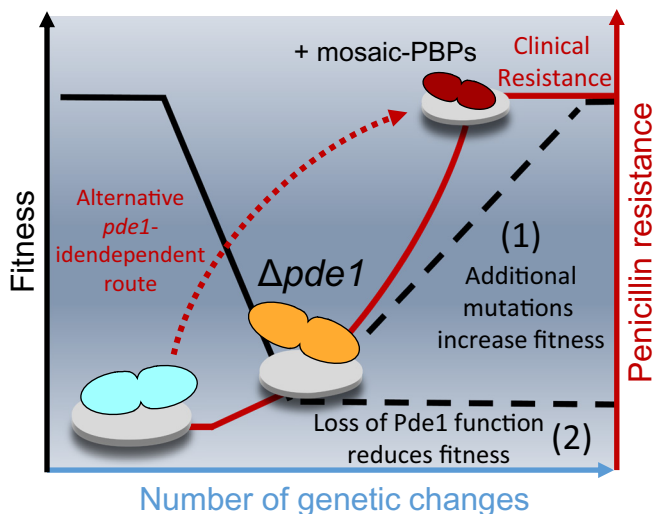 + mosaic-PBPs
Clinical
Resistance
Alternative
pde1-
idendependent
route
Δpde1
(1)
Additional
mutations
increase fitness
Loss of Pde1 function
reduces fitness
(2)
Fitness
Penicillin resistance
Number of genetic changes